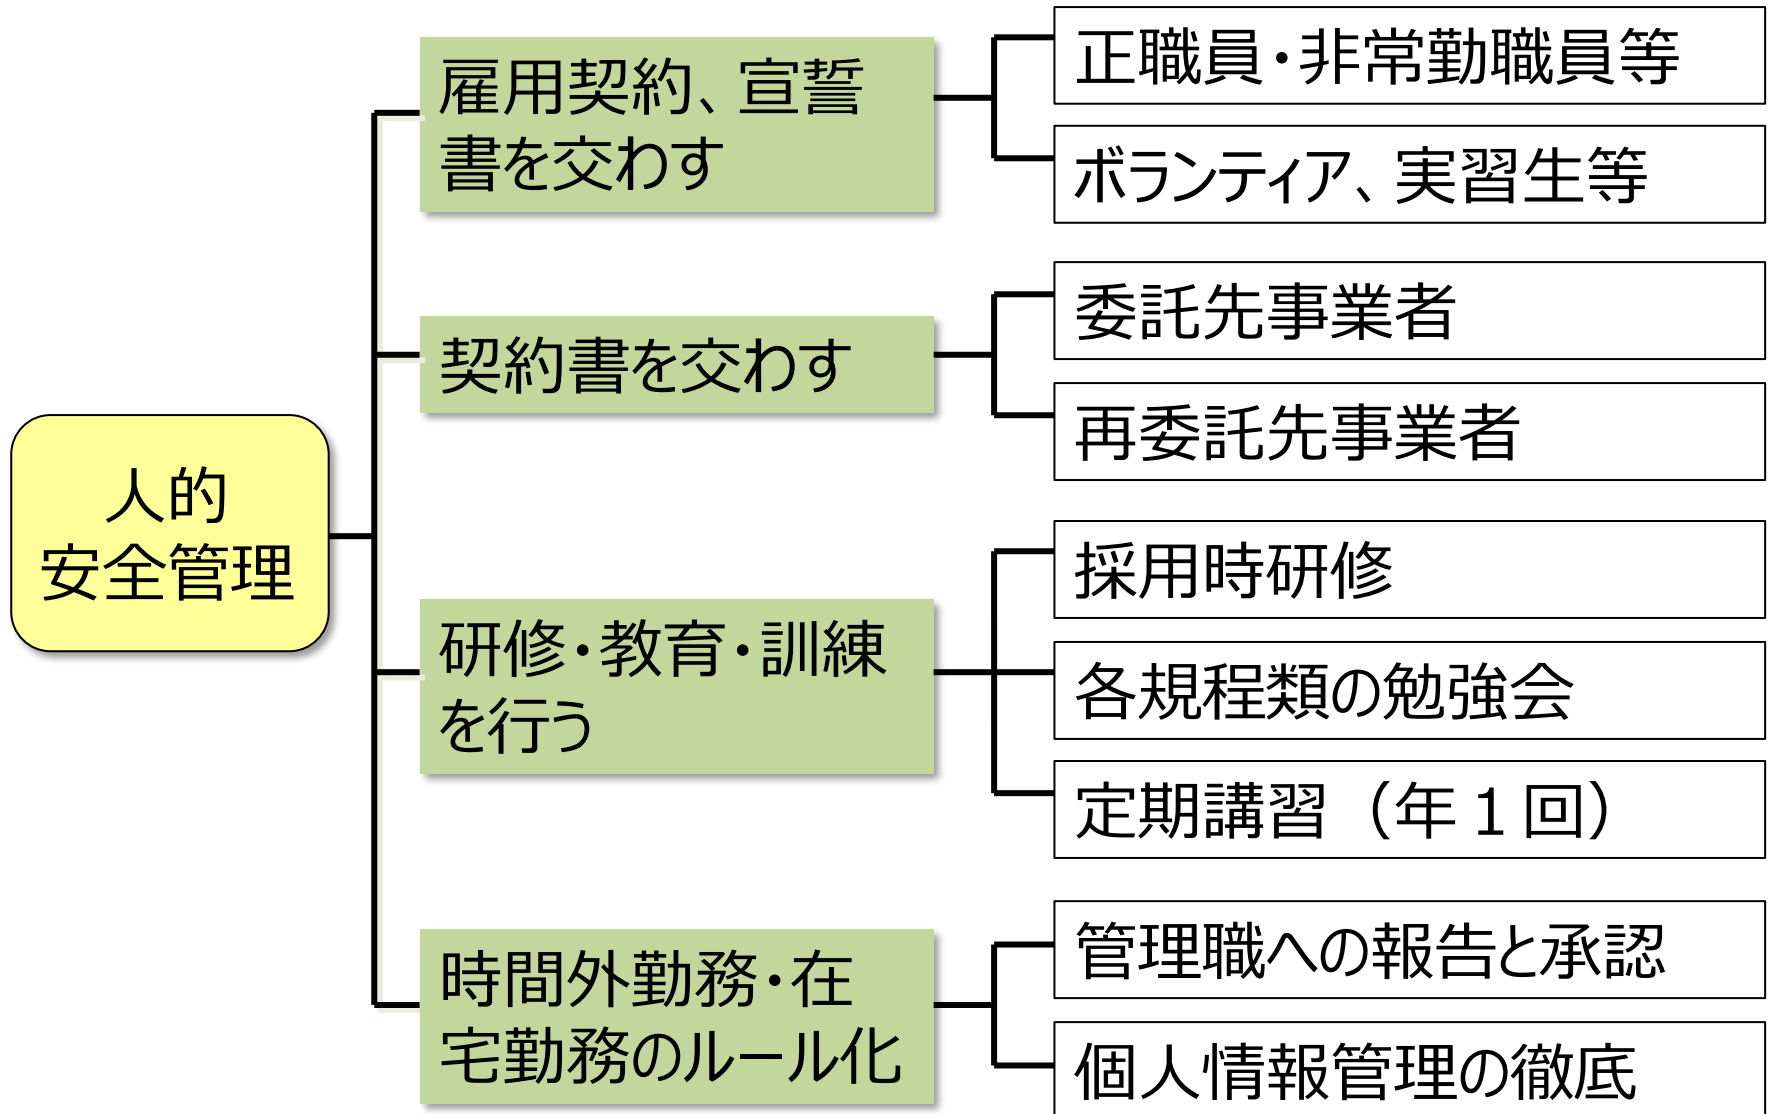 人的
安全管理
雇用契約、宣誓
書を交わす
正職員・非常勤職員等
ボランティア、実習生等
契約書を交わす
委託先事業者
再委託先事業者
研修・教育・訓練
を行う
採用時研修
各規程類の勉強会
定期講習（年１回）
時間外勤務・在
宅勤務のルール化
管理職への報告と承認
個人情報管理の徹底